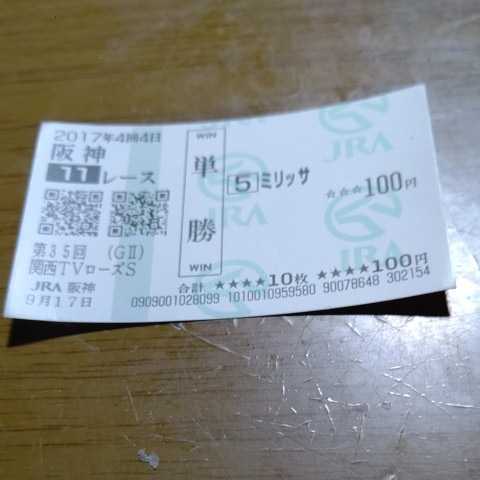 2017年4回4日
阪神
11レース
第35回 (GⅡ)
関西TVローズS
JRA 阪神
9月17日
WIN
単勝
WIN
5 ミリッサ
☆☆☆100円
合計 ★★★★10枚 ★★★★100円
0909001028099 1010010959580 90078648 302154
JRA
JRA